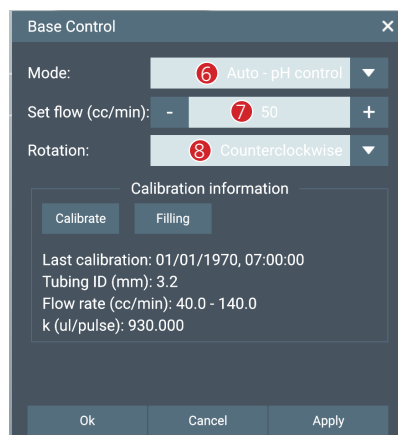 Base Control ×
Mode: 6 Auto - pH control
Set flow (cc/min): - 7 50 +
Rotation: 8 Counterclockwise
Calibration information
Calibrate Filling
Last calibration: 01/01/1970, 07:00:00
Tubing ID (mm): 3.2
Flow rate (cc/min): 40.0 - 140.0
k (ul/pulse): 930.000
Ok Cancel Apply